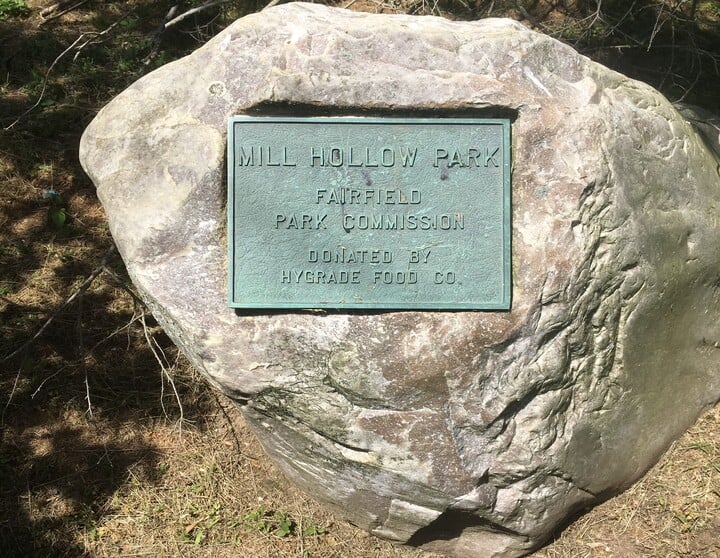 MILL HOLLOW PARK
FAIRFIELD
PARK COMMISSION
DONATED BY
HYGRADE FOOD CO.